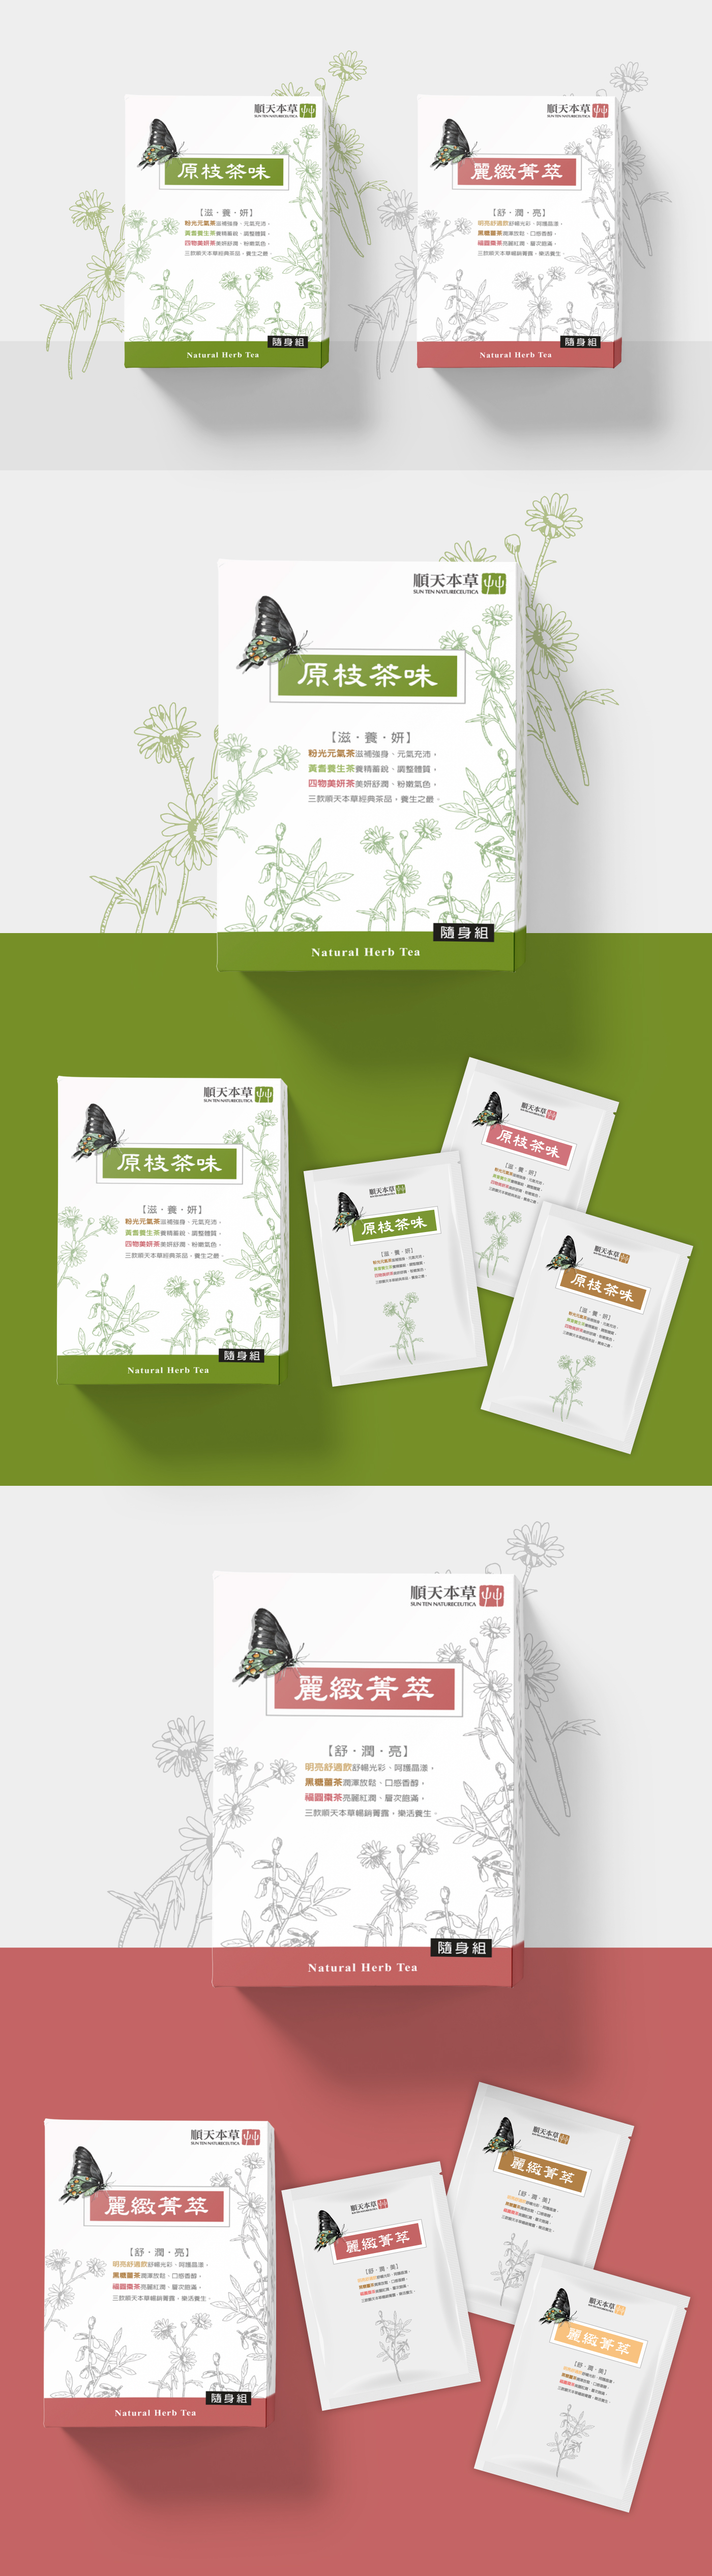 順天本草
SUN TEN NATURECEUTICA
原枝茶味
【滋·養·妍】
粉光元氣茶滋補強身、元氣充沛。
黃耆養生茶養精蓄銳、調整體質。
四物美妍茶美妍舒潤、粉嫩氣色。
三款順天本草經典茶品，養生之最。
隨身組
Natural Herb Tea
順天本草
SUN TEN NATURECEUTICA
麗緻菁萃
【舒·潤·亮】
明亮舒適飲舒暢光彩、呵護晶漾。
黑糖薑茶潤渾放鬆、口感香醇。
福圓棗茶亮麗紅潤、層次飽滿。
三款順天本草暢銷菁露，樂活養生。
隨身組
Natural Herb Tea
順天本草
SUN TEN NATURECEUTICA
原枝茶味
【滋·養·妍】
粉光元氣茶滋補強身、元氣充沛。
黃耆養生茶養精蓄銳、調整體質。
四物美妍茶美妍舒潤、粉嫩氣色。
三款順天本草經典茶品，養生之最。
隨身組
Natural Herb Tea
順天本草
SUN TEN NATURECEUTICA
原枝茶味
【滋·養·妍】
粉光元氣茶滋補強身、元氣充沛。
黃耆養生茶養精蓄銳、調整體質。
四物美妍茶美妍舒潤、粉嫩氣色。
三款順天本草經典茶品，養生之最。
隨身組
Natural Herb Tea
順天本草
原枝茶味
【滋·養·妍】
順天本草
原枝茶味
【滋·養·妍】
順天本草
原枝茶味
【滋·養·妍】
順天本草
SUN TEN NATURECEUTICA
麗緻菁萃
【舒·潤·亮】
明亮舒適飲舒暢光彩、呵護晶漾。
黑糖薑茶潤渾放鬆、口感香醇。
福圓棗茶亮麗紅潤、層次飽滿。
三款順天本草暢銷菁露，樂活養生。
隨身組
Natural Herb Tea
順天本草
SUN TEN NATURECEUTICA
麗緻菁萃
【舒·潤·亮】
明亮舒適飲舒暢光彩、呵護晶漾。
黑糖薑茶潤渾放鬆、口感香醇。
福圓棗茶亮麗紅潤、層次飽滿。
三款順天本草暢銷菁露，樂活養生。
隨身組
Natural Herb Tea
順天本草
麗緻菁萃
【舒·潤·亮】
順天本草
麗緻菁萃
【舒·潤·亮】
順天本草
麗緻菁萃
【舒·潤·亮】